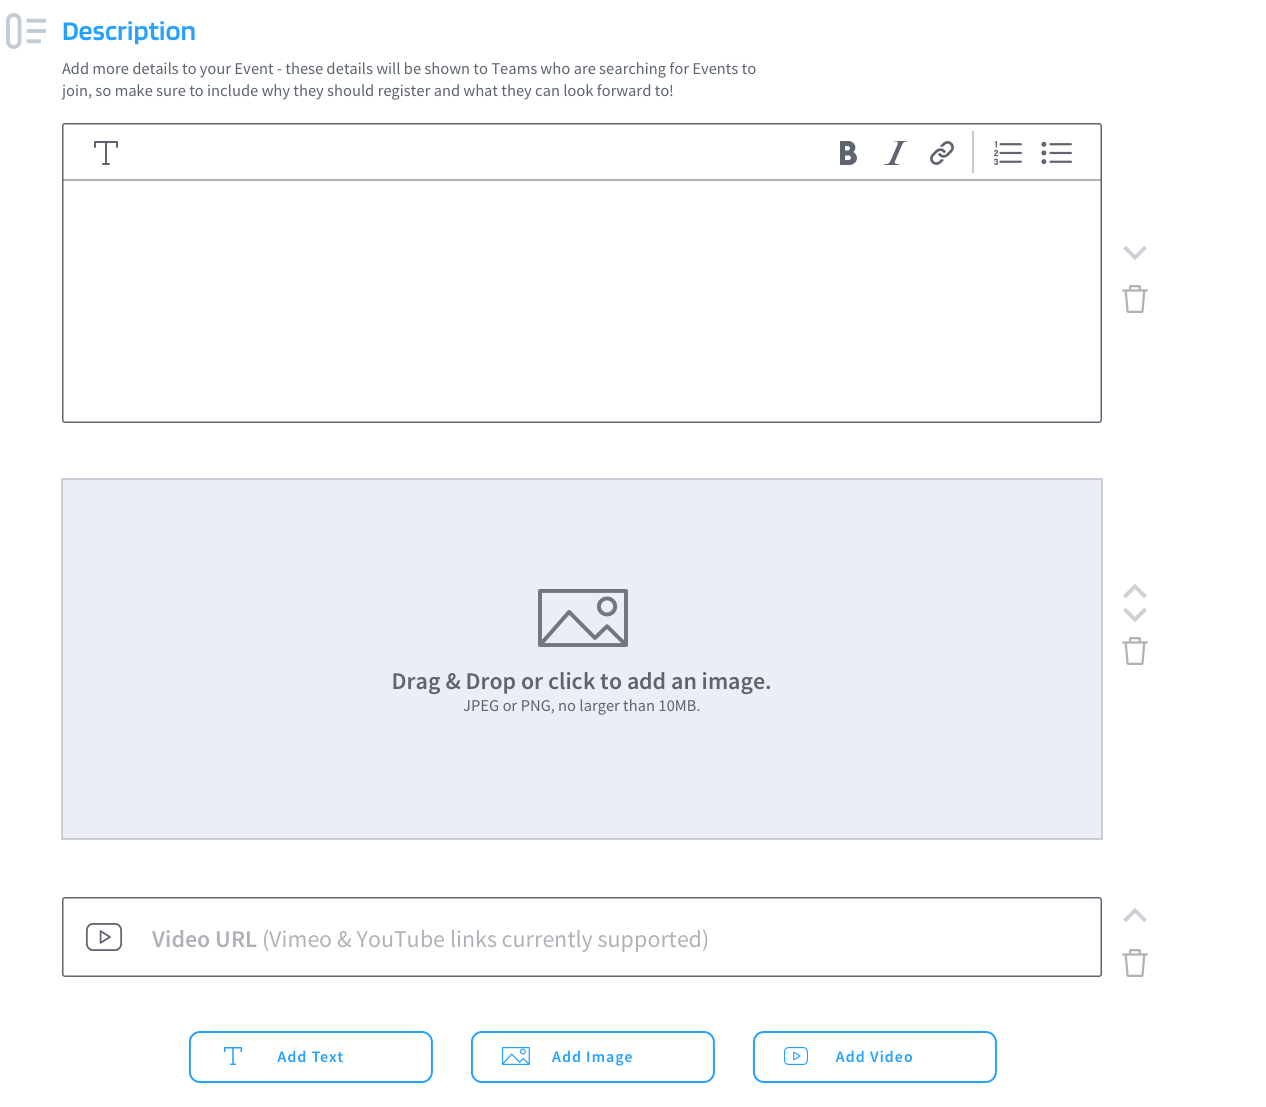 Description
Add more details to your Event - these details will be shown to Teams who are searching for Events to
join, so make sure to include why they should register and what they can look forward to!
Drag & Drop or click to add an image.
JPEG or PNG, no larger than 10MB.
Video URL (Vimeo & YouTube links currently supported)
Add Text
Add Image
Add Video